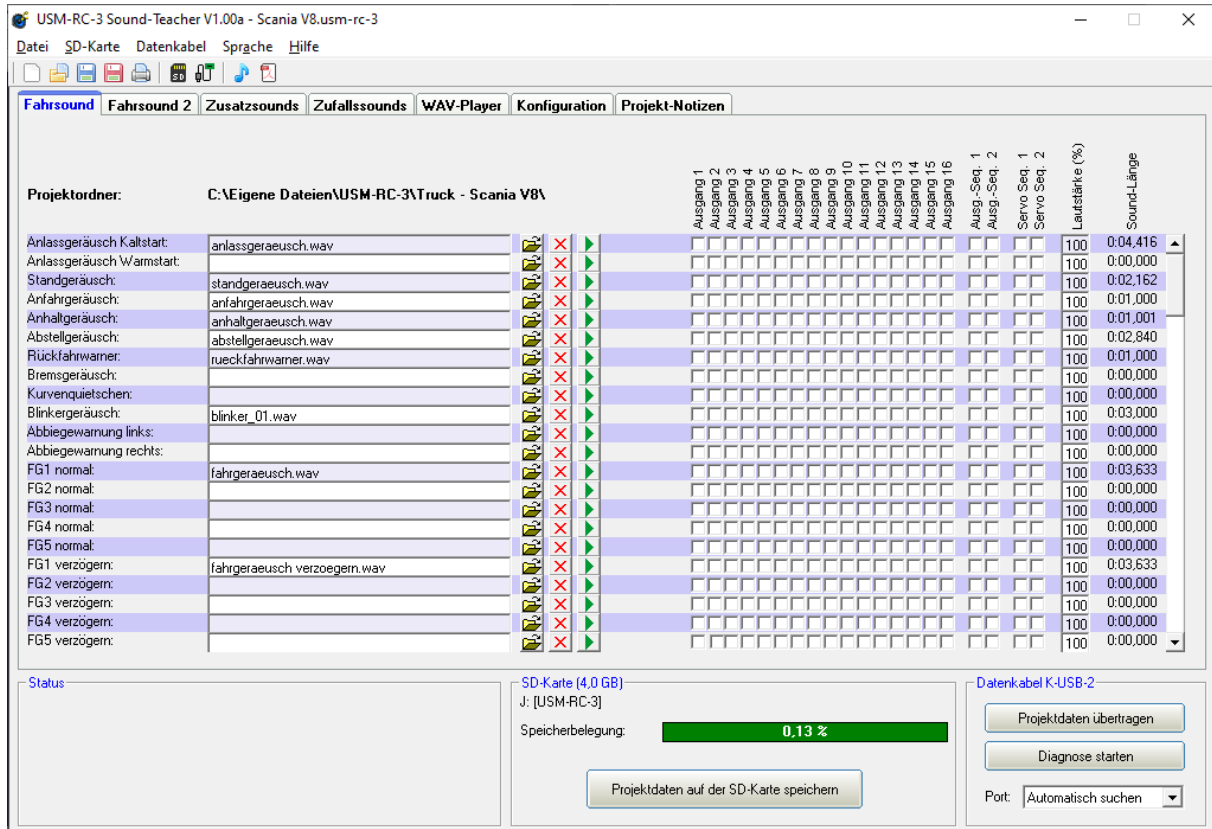 USM-RC-3 Sound-Teacher V1.00a - Scania V8.usm-rc-3
Datei SD-Karte Datenkabel Sprache Hilfe
Fahrsound Fahrsound 2 Zusatzsounds Zufallssounds WAV-Player Konfiguration Projekt-Notizen
Projektordner: C:\Eigene Dateien\USM-RC-3\Truck - Scania V8\
Ausgang 1
Ausgang 2
Ausgang 3
Ausgang 4
Ausgang 5
Ausgang 6
Ausgang 7
Ausgang 8
Ausgang 9
Ausgang 10
Ausgang 11
Ausgang 12
Ausgang 13
Ausgang 14
Ausgang 15
Ausgang 16
Ausg.-Seq. 1
Ausg.-Seq. 2
Servo Seq. 1
Servo Seq. 2
Lautstärke (%)
Sound-Länge
Anlassgeräusch Kaltstart: anlassgeraeusch.wav 100 0:04,416
Anlassgeräusch Warmstart: 100 0:00,000
Standgeräusch: standgeraeusch.wav 100 0:02,162
Anfahrgeräusch: anfahrgeraeusch.wav 100 0:01,000
Anhaltgeräusch: anhaltgeraeusch.wav 100 0:01,001
Abstellgeräusch: abstellgeraeusch.wav 100 0:02,840
Rückfahrwarner: rueckfahrwarner.wav 100 0:01,000
Bremsgeräusch: 100 0:00,000
Kurvenquietschen: 100 0:00,000
Blinkergeräusch: blinker_01.wav 100 0:03,000
Abbiegewarnung links: 100 0:00,000
Abbiegewarnung rechts: 100 0:00,000
FG1 normal: fahrgeraeusch.wav 100 0:03,633
FG2 normal: 100 0:00,000
FG3 normal: 100 0:00,000
FG4 normal: 100 0:00,000
FG5 normal: 100 0:00,000
FG1 verzögern: fahrgeraeusch verzoegern.wav 100 0:03,633
FG2 verzögern: 100 0:00,000
FG3 verzögern: 100 0:00,000
FG4 verzögern: 100 0:00,000
FG5 verzögern: 100 0:00,000
Status
SD-Karte (4,0 GB)
J: [USM-RC-3]
Speicherbelegung: 0,13 %
Projektdaten auf der SD-Karte speichern
Datenkabel K-USB-2
Projektdaten übertragen
Diagnose starten
Port: Automatisch suchen